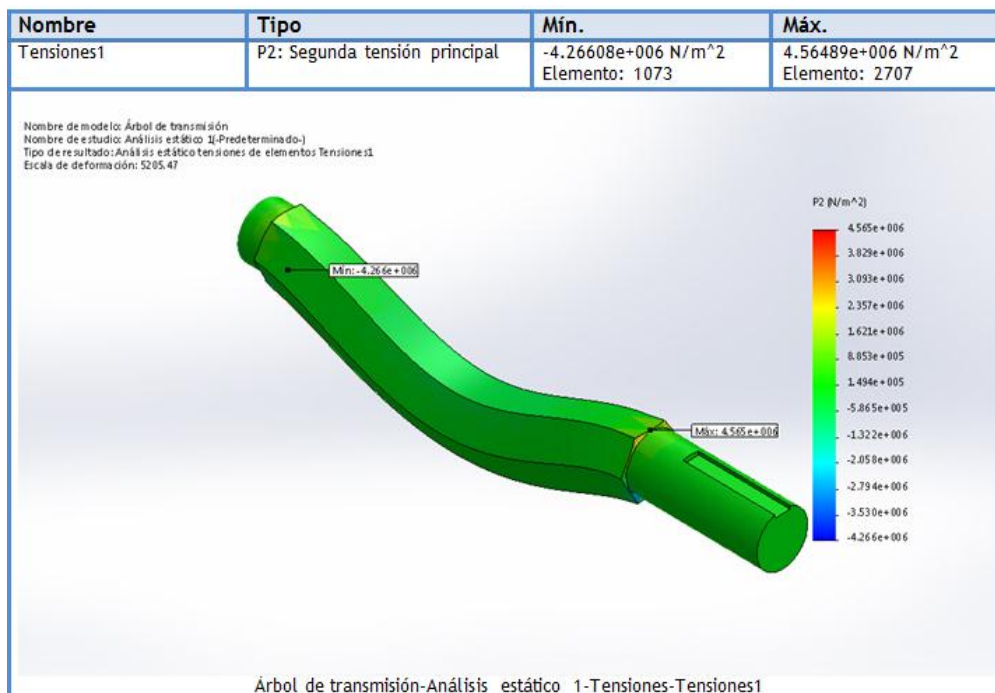 Nombre Tipo Mín. Máx.
Tensiones1 P2: Segunda tensión principal -4.26608e+006 N/m^2 4.56489e+006 N/m^2
Elemento: 1073 Elemento: 2707
Nombre de modelo: Árbol de transmisión
Nombre de estudio: Análisis estático 1(-Predeterminado-)
Tipo de resultado: Análisis estático tensiones de elementos Tensiones1
Escala de deformación: 5205.47
P2 (N/m^2)
4.565e+006
3.829e+006
3.093e+006
2.357e+006
1.621e+006
8.853e+005
1.494e+005
-5.865e+005
-1.322e+006
-2.058e+006
-2.794e+006
-3.530e+006
-4.266e+006
Mín: -4.266e+006
Máx: 4.565e+006
Árbol de transmisión-Análisis estático 1-Tensiones-Tensiones1